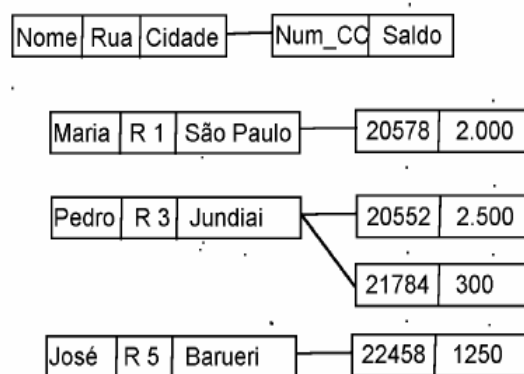 Nome Rua Cidade Num_CC Saldo
Maria R 1 São Paulo 20578 2.000
Pedro R 3 Jundiai 20552 2.500
21784 300
José R 5 Barueri 22458 1250